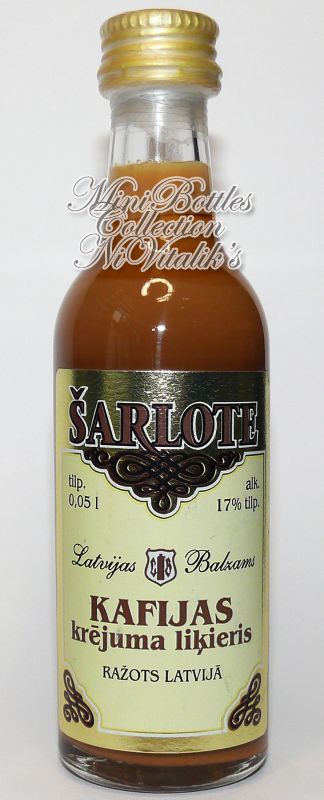 MiniBottles
Collection
NiVitalik's
ŠARLOTE
tilp. alk.
0,05 l 17% tilp.
Latvijas Balzams
KAFIJAS
krējuma liķieris
RAŽOTS LATVIJĀ